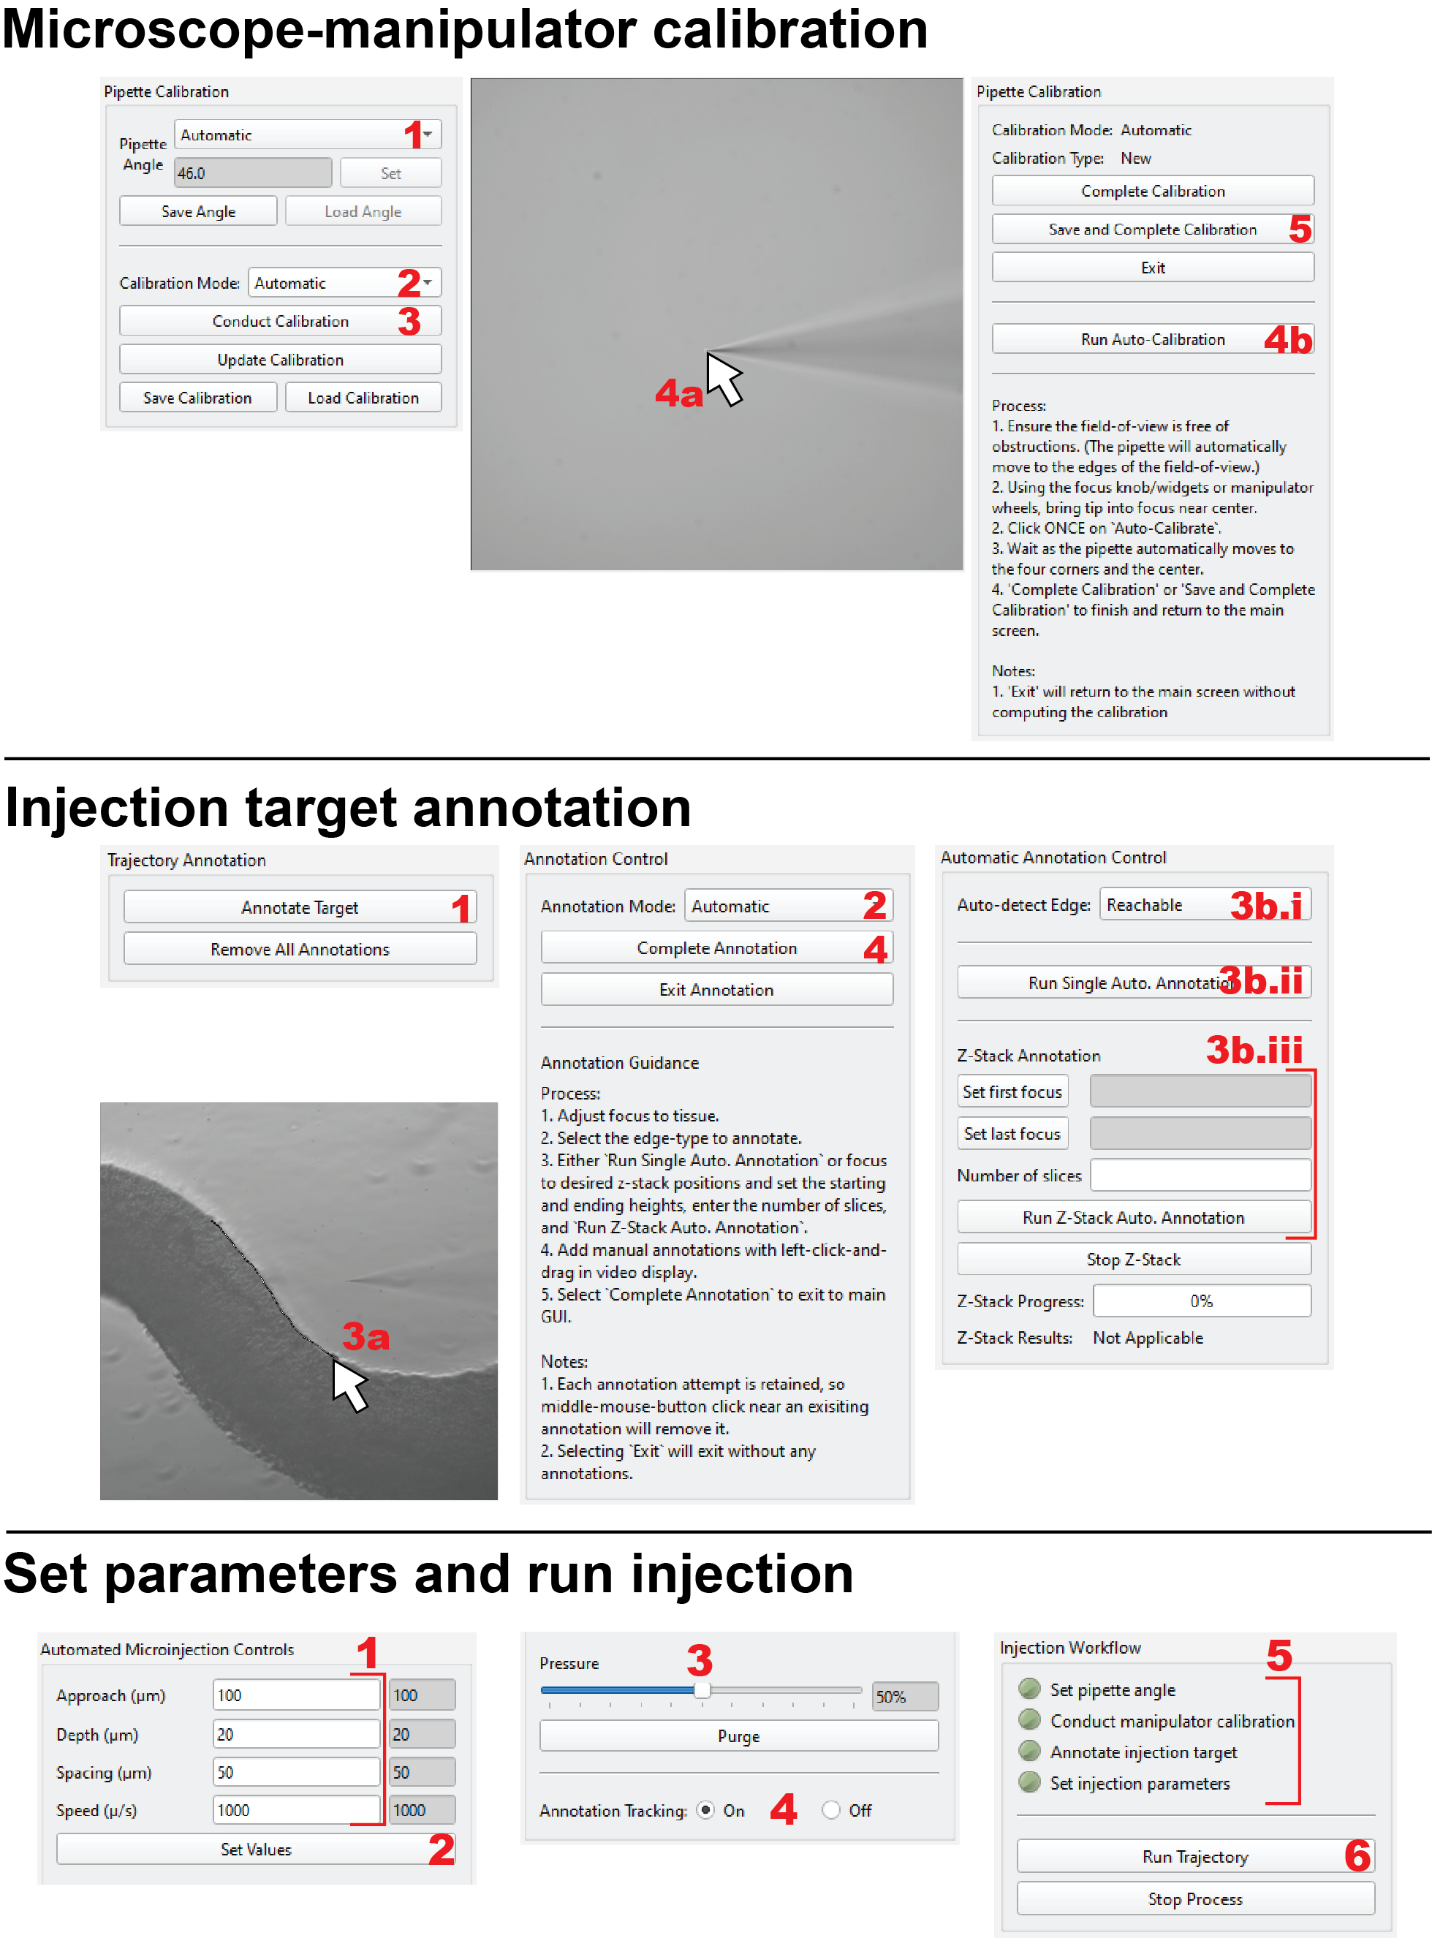 Microscope-manipulator calibration
Pipette Calibration
Pipette
Angle
Automatic
1
46.0
Set
Save Angle
Load Angle
Calibration Mode:
Automatic
2
Conduct Calibration
3
Update Calibration
Save Calibration
Load Calibration
4a
Pipette Calibration
Calibration Mode: Automatic
Calibration Type: New
Complete Calibration
Save and Complete Calibration
5
Exit
Run Auto-Calibration
4b
Process:
1. Ensure the field-of-view is free of
obstructions. (The pipette will automatically
move to the edges of the field-of-view.)
2. Using the focus knob/widgets or manipulator
wheels, bring tip into focus near center.
2. Click ONCE on `Auto-Calibrate`.
3. Wait as the pipette automatically moves to
the four corners and the center.
4. 'Complete Calibration' or 'Save and Complete
Calibration' to finish and return to the main
screen.
Notes:
1. 'Exit' will return to the main screen without
computing the calibration
Injection target annotation
Trajectory Annotation
Annotate Target
1
Remove All Annotations
3a
Annotation Control
Annotation Mode:
Automatic
2
Complete Annotation
4
Exit Annotation
Annotation Guidance
Process:
1. Adjust focus to tissue.
2. Select the edge-type to annotate.
3. Either `Run Single Auto. Annotation` or focus
to desired z-stack positions and set the starting
and ending heights, enter the number of slices,
and `Run Z-Stack Auto. Annotation`.
4. Add manual annotations with left-click-and-
drag in video display.
5. Select `Complete Annotation` to exit to main
GUI.
Notes:
1. Each annotation attempt is retained, so
middle-mouse-button click near an exisiting
annotation will remove it.
2. Selecting `Exit` will exit without any
annotations.
Automatic Annotation Control
Auto-detect Edge:
Reachable
3b.i
Run Single Auto. Annotation
3b.ii
Z-Stack Annotation
3b.iii
Set first focus
Set last focus
Number of slices
Run Z-Stack Auto. Annotation
Stop Z-Stack
Z-Stack Progress:
0%
Z-Stack Results: Not Applicable
Set parameters and run injection
Automated Microinjection Controls
1
Approach (µm)
100
100
Depth (µm)
20
20
Spacing (µm)
50
50
Speed (µ/s)
1000
1000
Set Values
2
Pressure
3
50%
Purge
Annotation Tracking:
On
4
Off
Injection Workflow
5
Set pipette angle
Conduct manipulator calibration
Annotate injection target
Set injection parameters
Run Trajectory
6
Stop Process